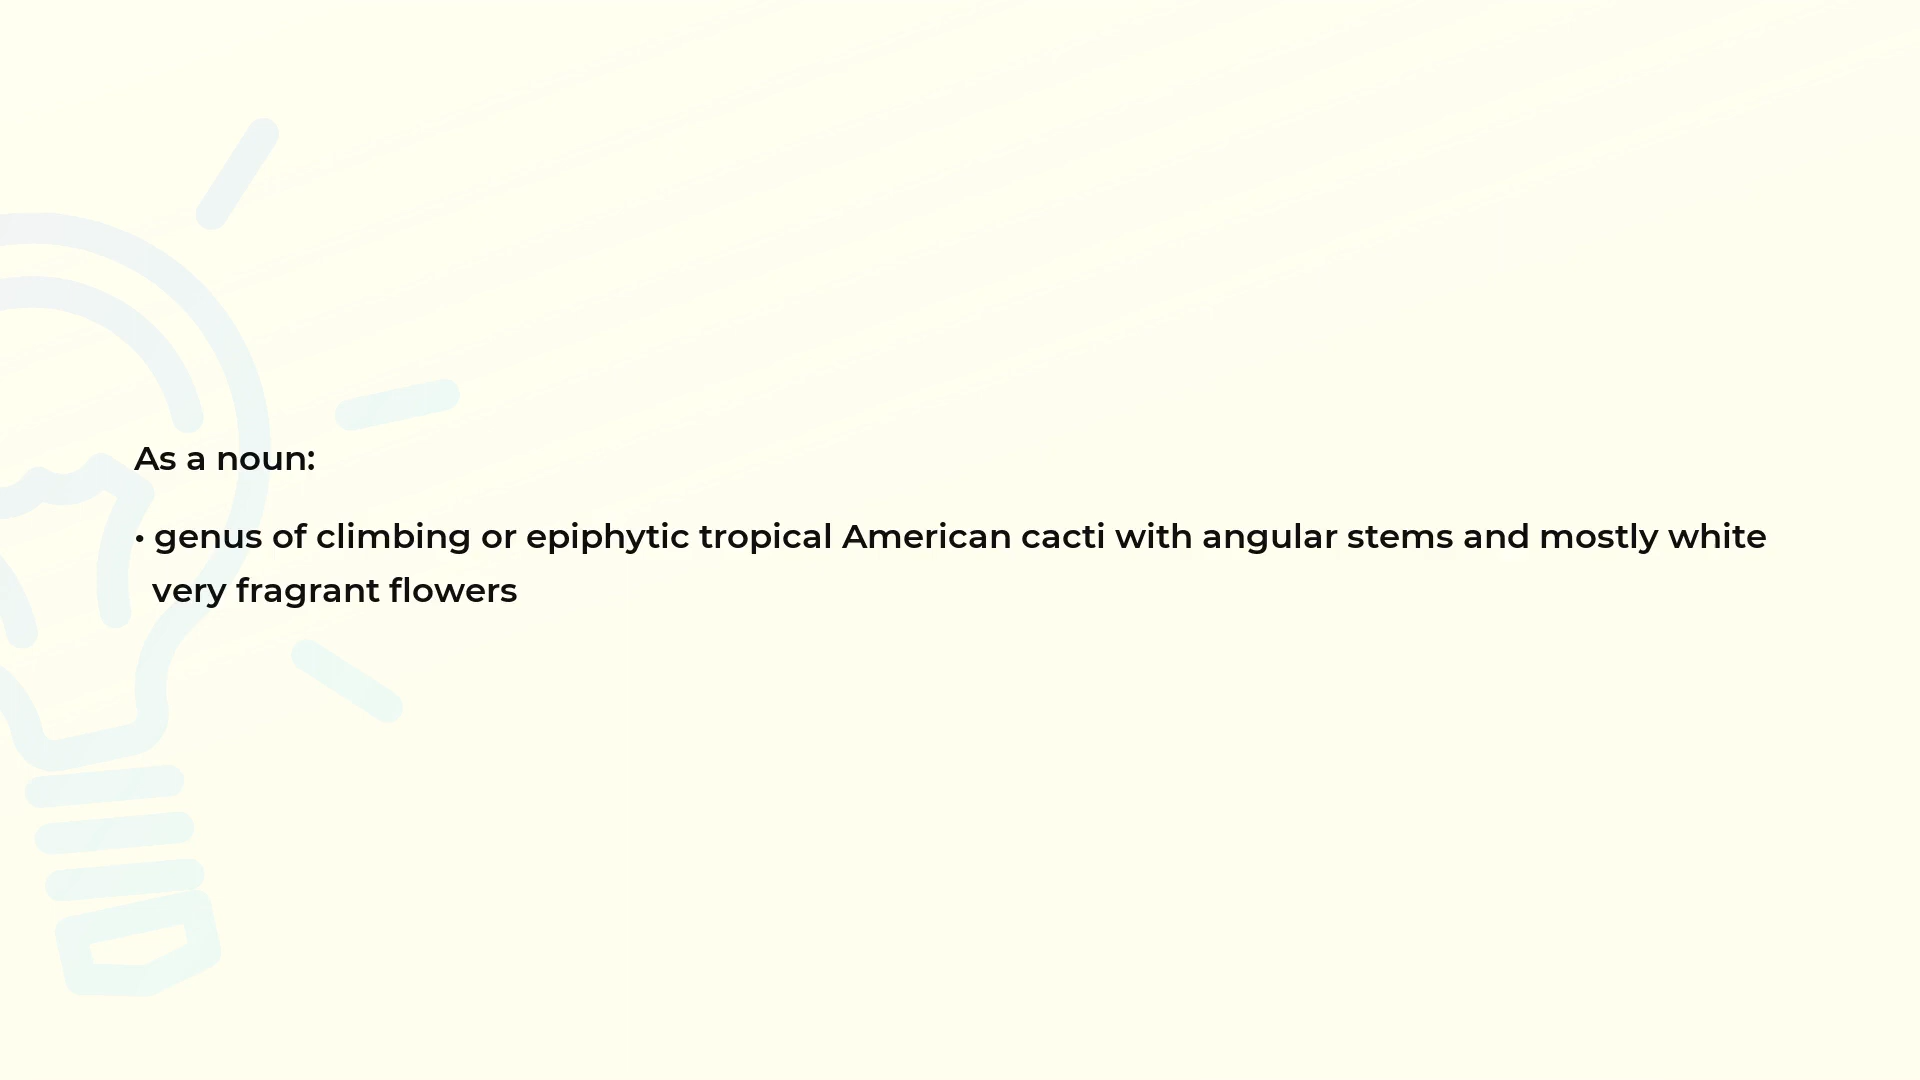 As a noun:
• genus of climbing or epiphytic tropical American cacti with angular stems and mostly white
very fragrant flowers